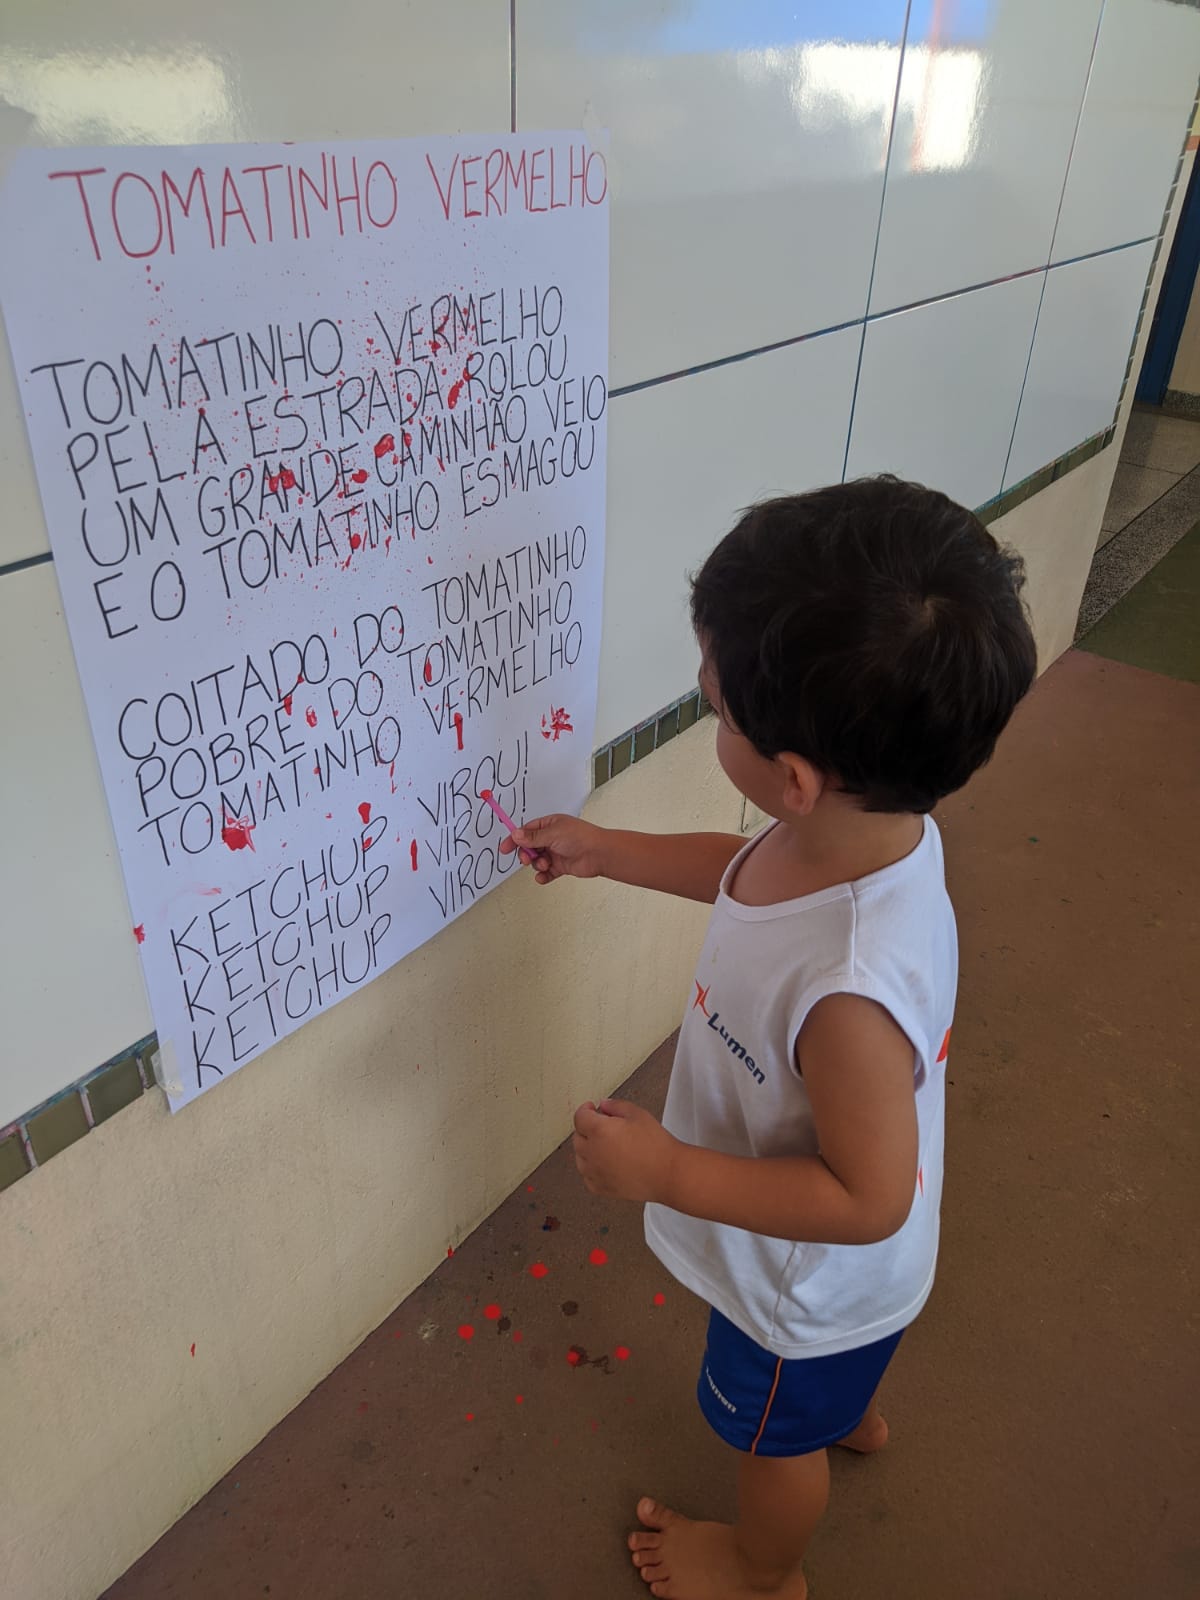 TOMATINHO VERMELHO
TOMATINHO VERMELHO
PELA ESTRADA ROLOU
UM GRANDE CAMINHÃO VEIO
E O TOMATINHO ESMAGOU
COITADO DO TOMATINHO
POBRE DO TOMATINHO
TOMATINHO VERMELHO
KETCHUP VIROU!
KETCHUP VIROU!
KETCHUP VIROU!
Lumen
Lumen